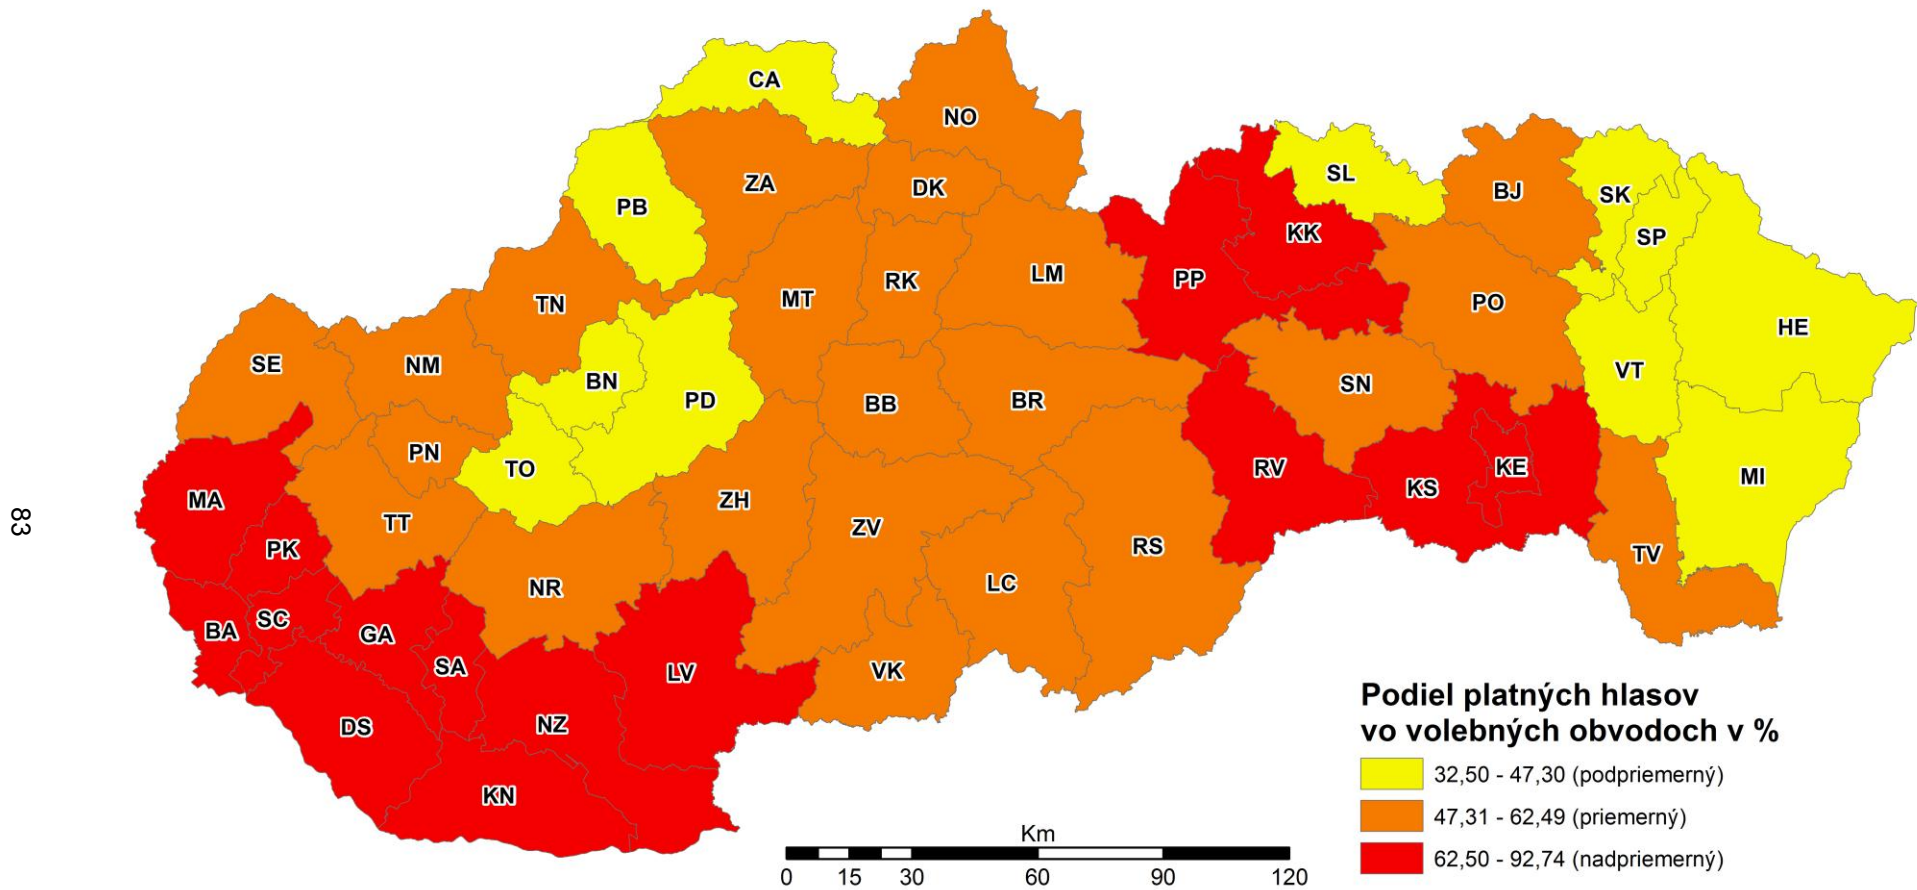 CA
NO
ZA
DK
PB
SL
BJ
SK
SP
KK
PP
LM
RK
MT
TN
PO
HE
SE
NM
BN
PD
BB
BR
SN
VT
PN
TO
MA
TT
ZH
ZV
RV
KS
KE
MI
PK
NR
LC
RS
TV
BA
SC
GA
SA
LV
VK
DS
NZ
KN
83
Podiel platných hlasov
vo volebných obvodoch v %
32,50 - 47,30 (podpriemerný)
47,31 - 62,49 (priemerný)
62,50 - 92,74 (nadpriemerný)
Km
0 15 30 60 90 120